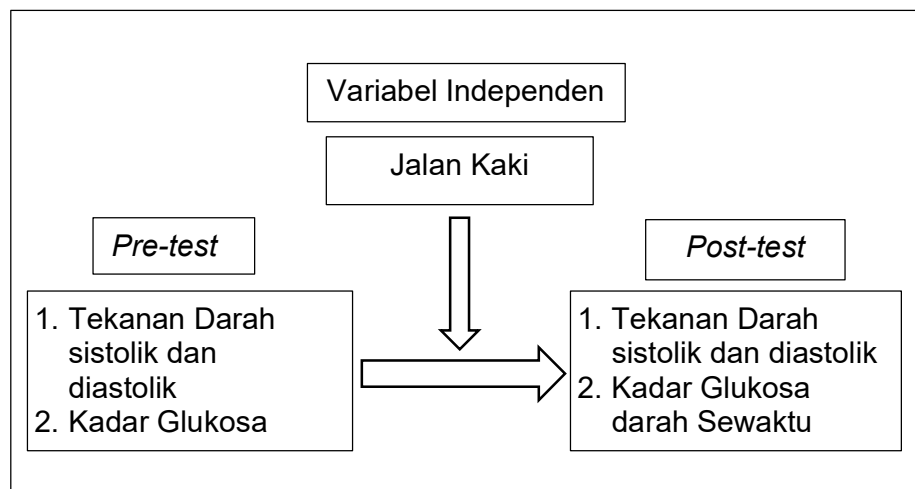 Variabel Independen
Jalan Kaki
Pre-test
1. Tekanan Darah
sistolik dan
diastolik
2. Kadar Glukosa
Post-test
1. Tekanan Darah
sistolik dan diastolik
2. Kadar Glukosa
darah Sewaktu